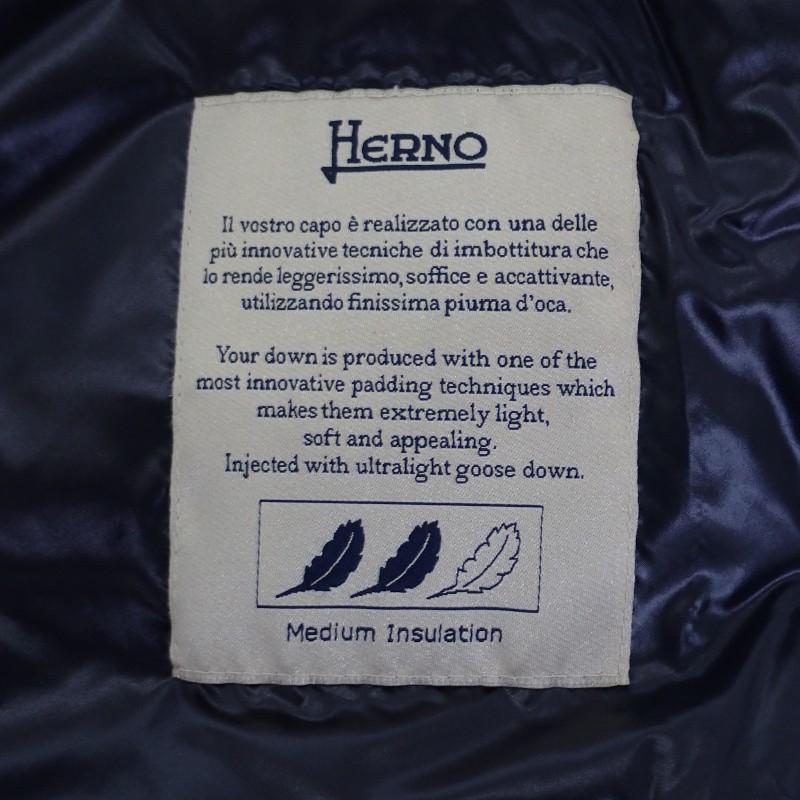 HERNO
Il vostro capo è realizzato con una delle
più innovative tecniche di imbottitura che
lo rende leggerissimo, soffice e accattivante,
utilizzando finissima piuma d'oca.
Your down is produced with one of the
most innovative padding techniques which
makes them extremely light,
soft and appealing.
Injected with ultralight goose down.
Medium Insulation